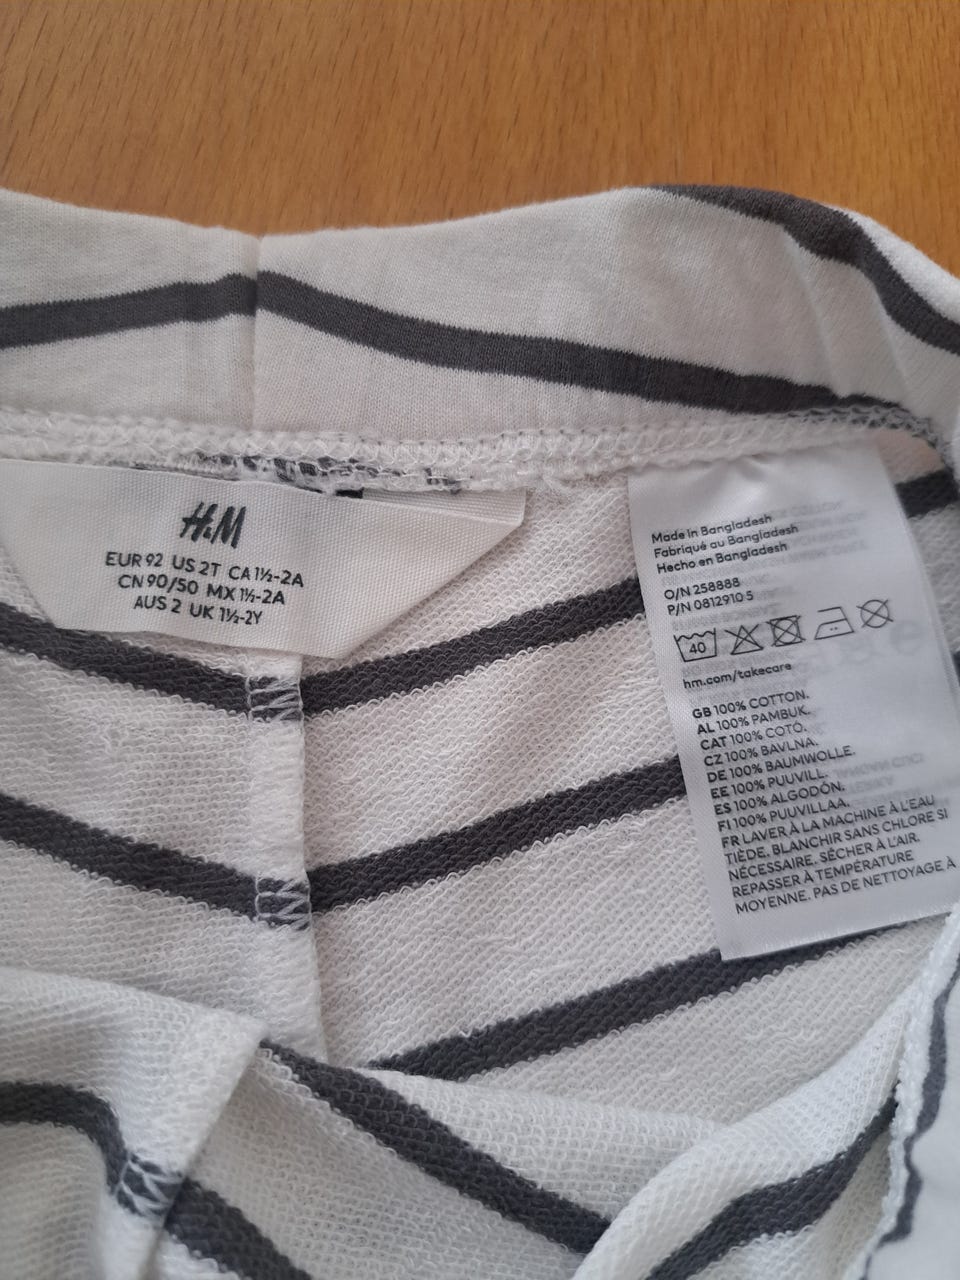 H&M
EUR 92 US 2T CA 1½-2A
CN 90/50 MX 1½-2A
AUS 2 UK 1½-2Y
Made in Bangladesh
Fabriqué au Bangladesh
Hecho en Bangladesh
O/N 258888
P/N 0812910 5
40
hm.com/takecare
GB 100% COTTON.
AL 100% PAMBUK.
CAT 100% COTÓ.
CZ 100% BAVLNA.
DE 100% BAUMWOLLE.
EE 100% PUUVILL.
ES 100% ALGODÓN.
FI 100% PUUVILLAA.
FR LAVER À LA MACHINE À L'EAU
TIÈDE. BLANCHIR SANS CHLORE SI
NÉCESSAIRE. SÉCHER À L'AIR.
REPASSER À TEMPÉRATURE
MOYENNE. PAS DE NETTOYAGE À